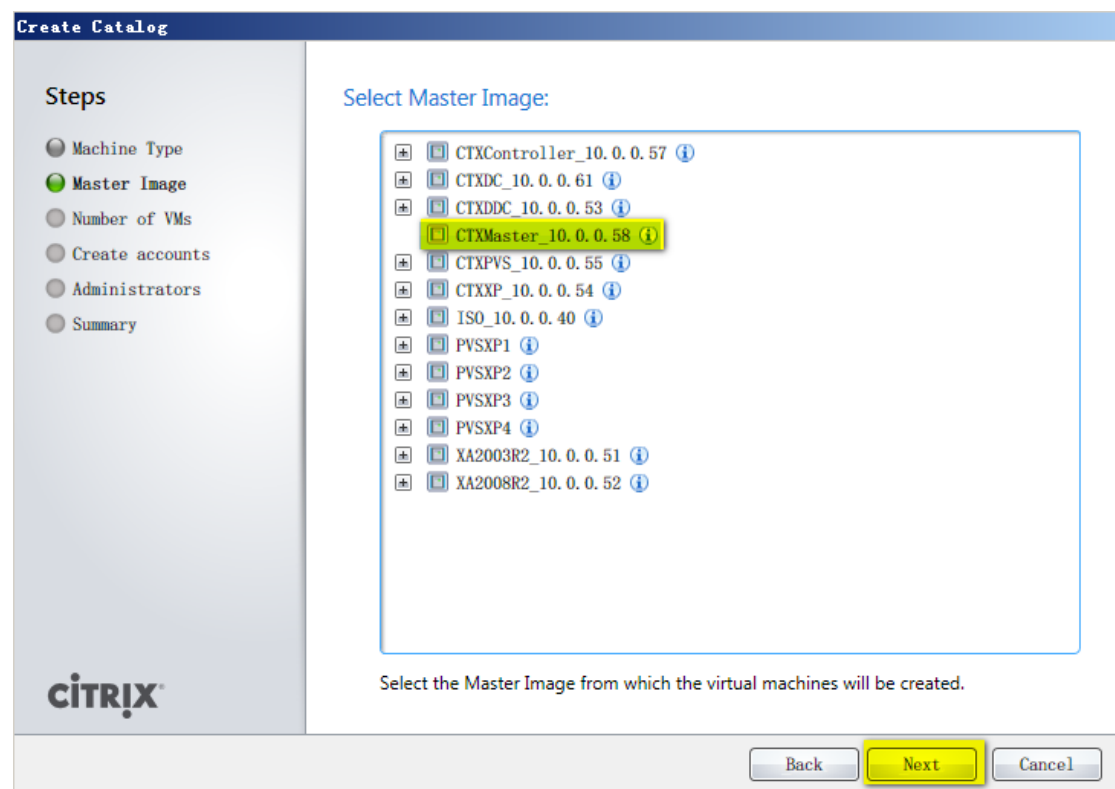 Create Catalog
Steps
Machine Type
Master Image
Number of VMs
Create accounts
Administrators
Summary
CITRIX
Select Master Image:
CTXController_10.0.0.57
CTXDC_10.0.0.61
CTXDDC_10.0.0.53
CTXMaster_10.0.0.58
CTXPVS_10.0.0.55
CTXXP_10.0.0.54
ISO_10.0.0.40
PVSXP1
PVSXP2
PVSXP3
PVSXP4
XA2003R2_10.0.0.51
XA2008R2_10.0.0.52
Select the Master Image from which the virtual machines will be created.
Back Next Cancel